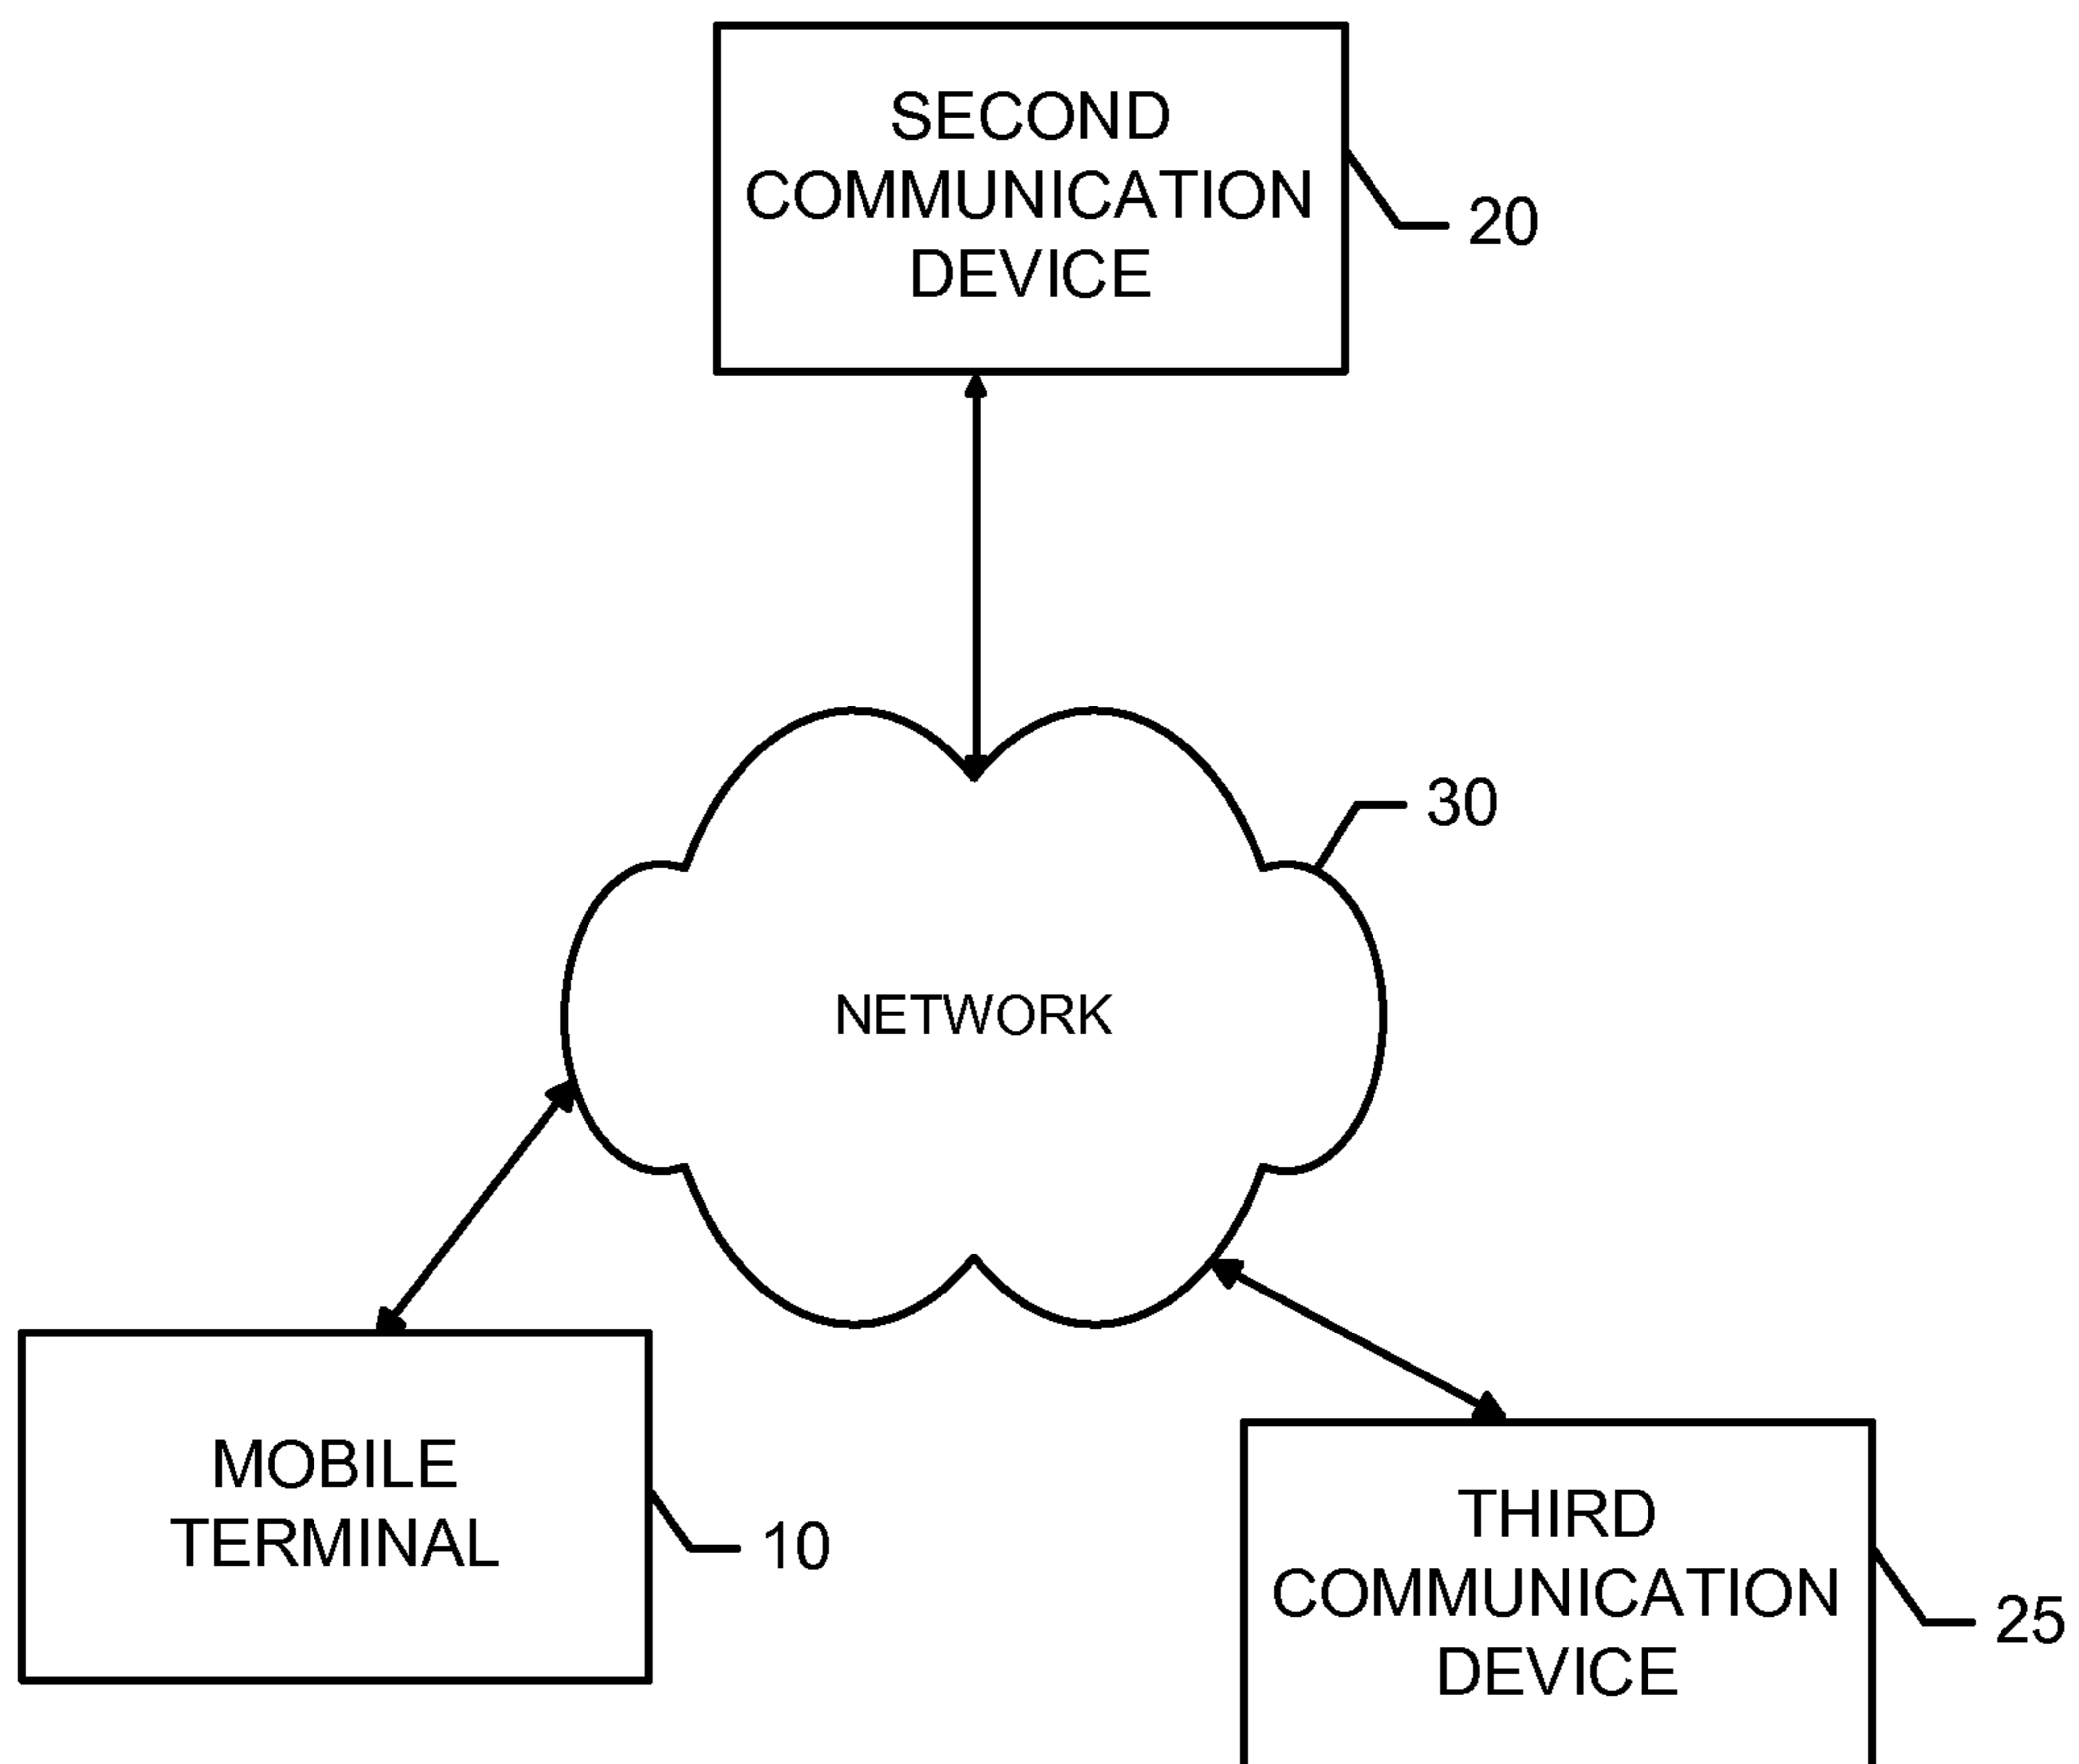 SECOND
COMMUNICATION
DEVICE
20
30
NETWORK
MOBILE
TERMINAL
10
THIRD
COMMUNICATION
DEVICE
25